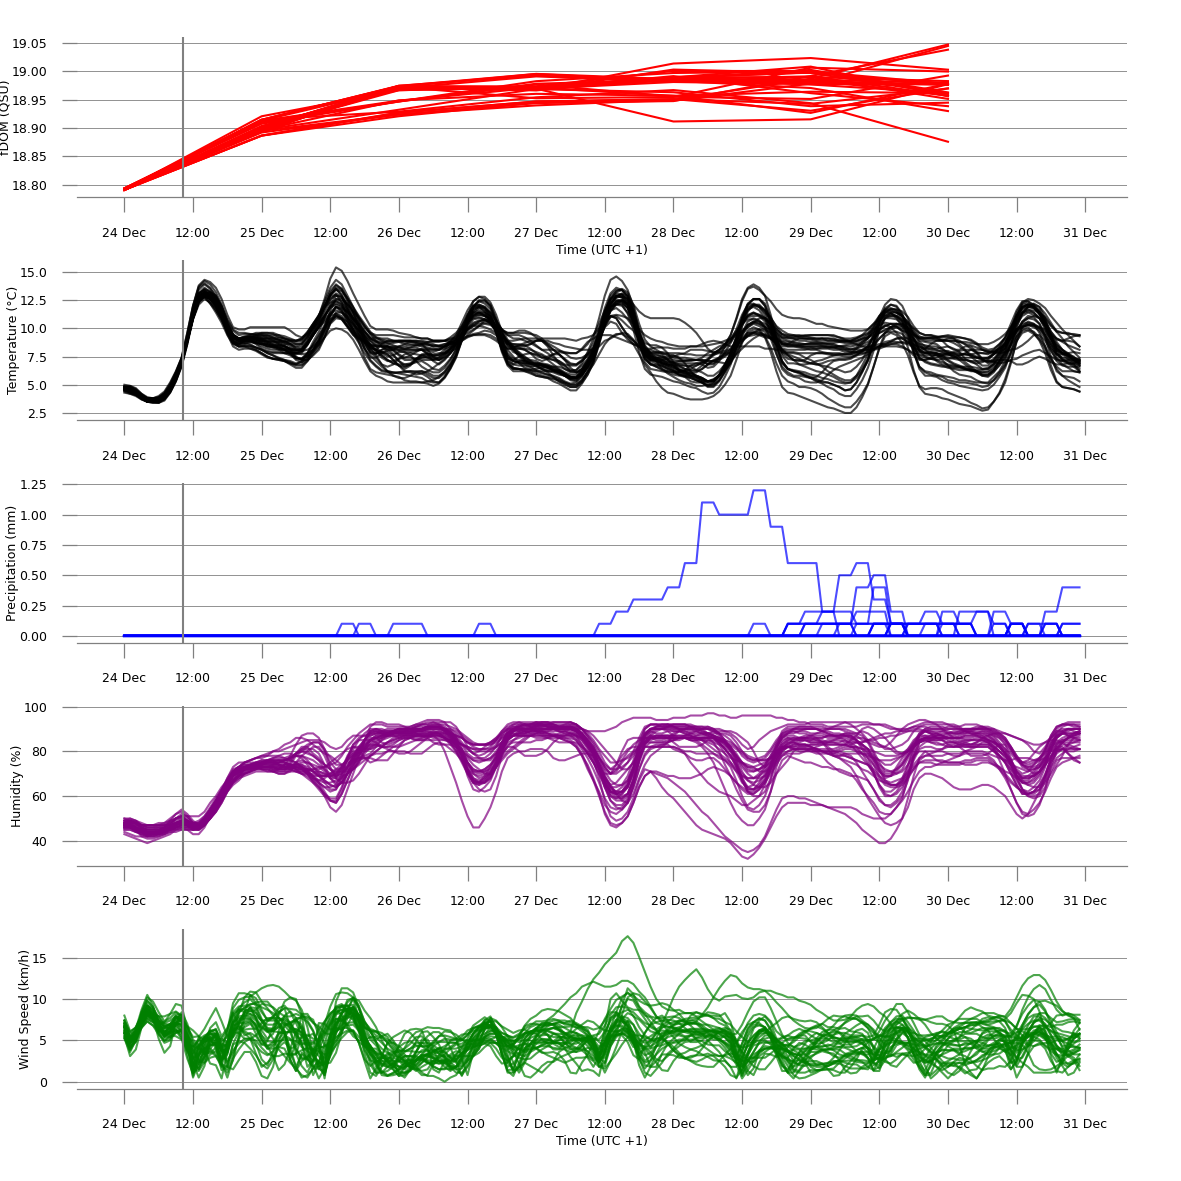 fDOM (QSU)
19.05
19.00
18.95
18.90
18.85
18.80
24 Dec 12:00 25 Dec 12:00 26 Dec 12:00 27 Dec 12:00 28 Dec 12:00 29 Dec 12:00 30 Dec 12:00 31 Dec
Time (UTC +1)
Temperature (°C)
15.0
12.5
10.0
7.5
5.0
2.5
24 Dec 12:00 25 Dec 12:00 26 Dec 12:00 27 Dec 12:00 28 Dec 12:00 29 Dec 12:00 30 Dec 12:00 31 Dec
Precipitation (mm)
1.25
1.00
0.75
0.50
0.25
0.00
24 Dec 12:00 25 Dec 12:00 26 Dec 12:00 27 Dec 12:00 28 Dec 12:00 29 Dec 12:00 30 Dec 12:00 31 Dec
Humidity (%)
100
80
60
40
24 Dec 12:00 25 Dec 12:00 26 Dec 12:00 27 Dec 12:00 28 Dec 12:00 29 Dec 12:00 30 Dec 12:00 31 Dec
Wind Speed (km/h)
15
10
5
0
24 Dec 12:00 25 Dec 12:00 26 Dec 12:00 27 Dec 12:00 28 Dec 12:00 29 Dec 12:00 30 Dec 12:00 31 Dec
Time (UTC +1)